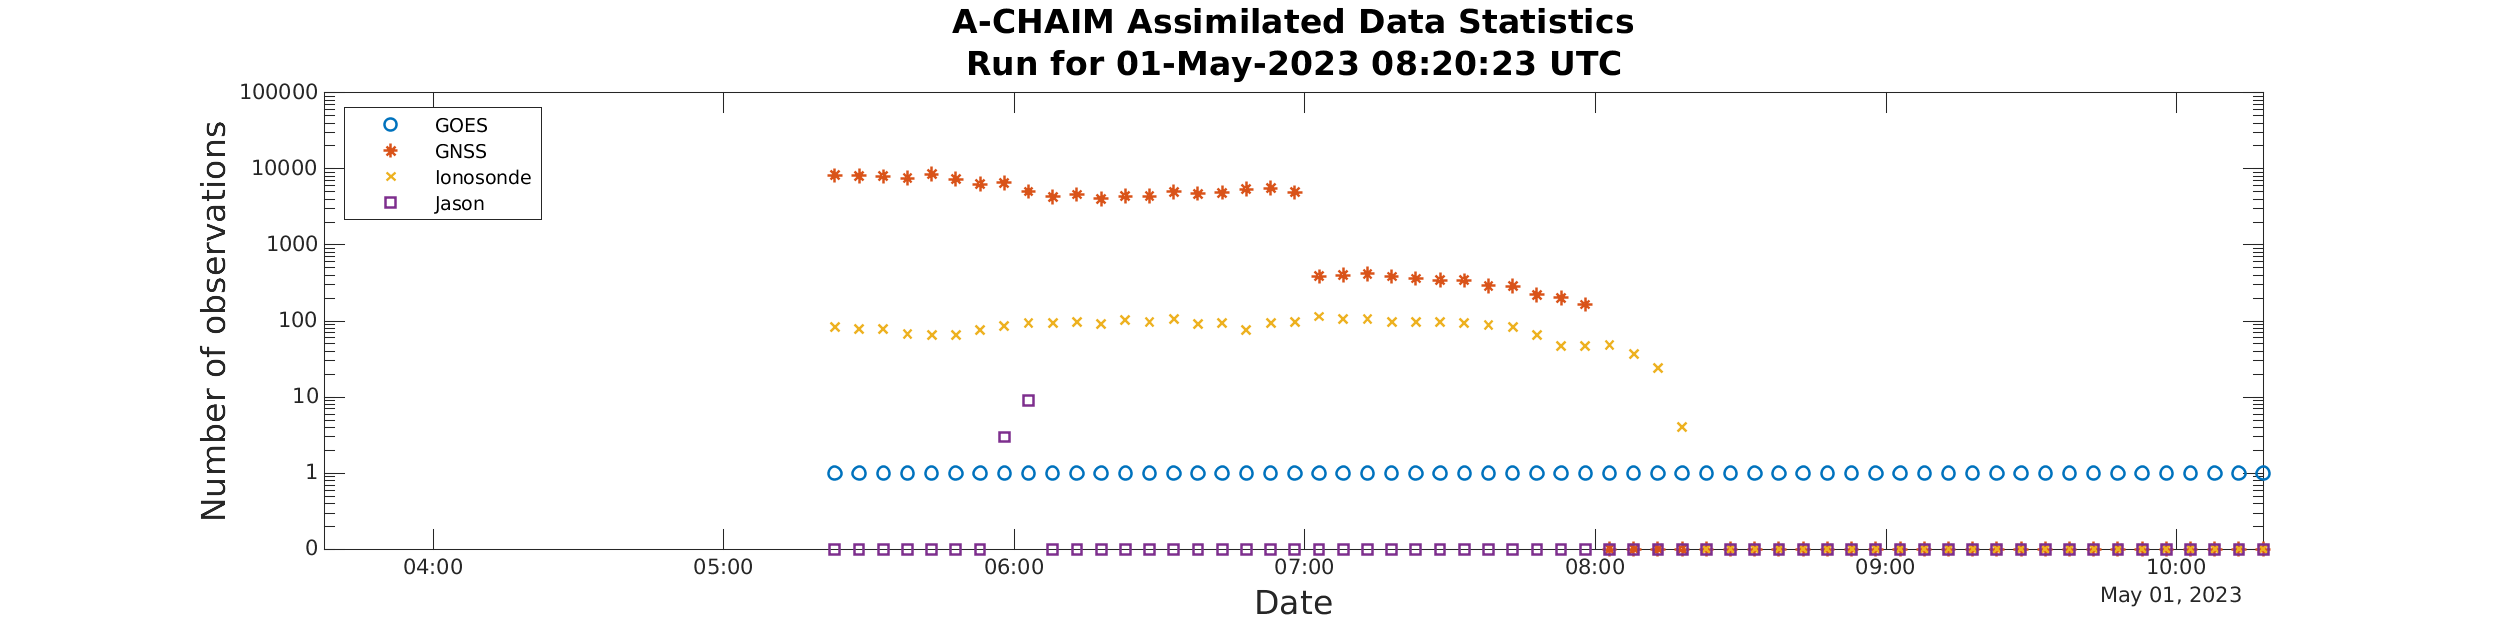 A-CHAIM Assimilated Data Statistics
Run for 01-May-2023 08:20:23 UTC
100000
10000
1000
100
10
1
0
Number of observations
GOES
GNSS
Ionosonde
Jason
04:00 05:00 06:00 07:00 08:00 09:00 10:00
May 01, 2023
Date